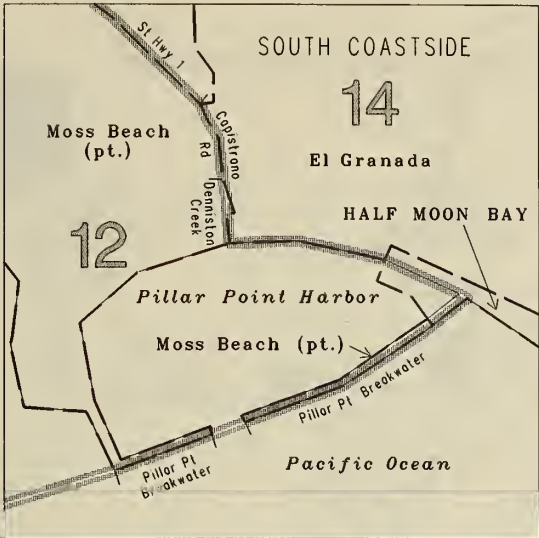 St Hwy 1
SOUTH COASTSIDE
14
Capistrano
Rd
Moss Beach
(pt.)
El Granada
Denniston
Creek
HALF MOON BAY
12
Pillar Point Harbor
Moss Beach (pt.)
Pillar Pt Breakwater
Pillar Pt
Breakwater
Pacific Ocean